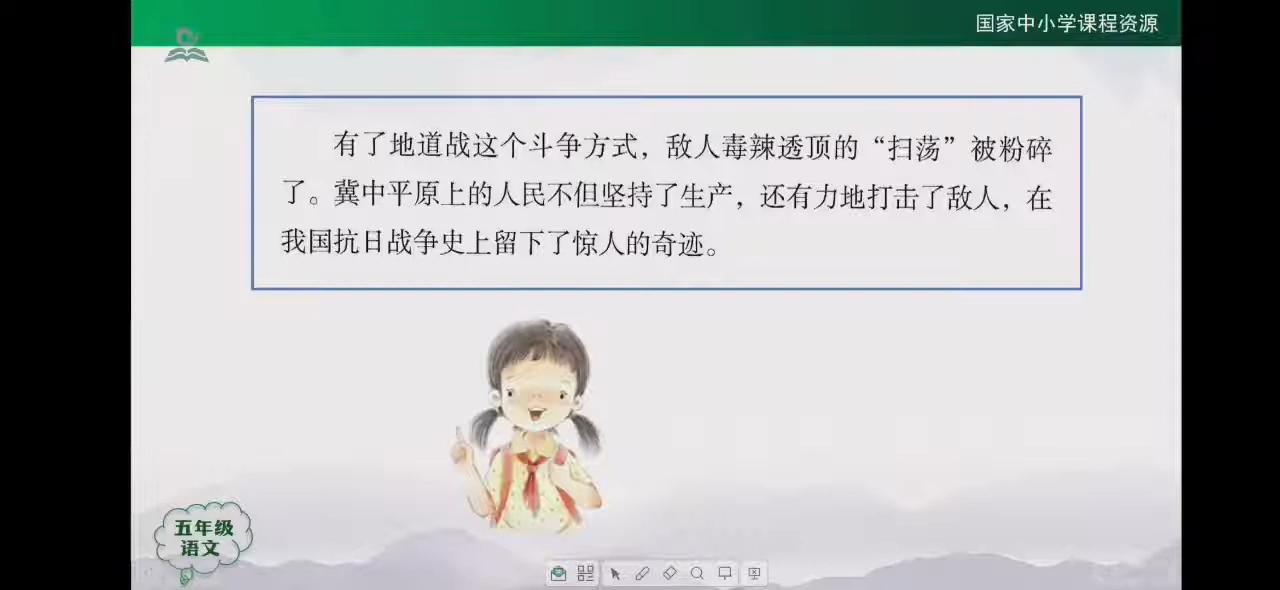 国家中小学课程资源
有了地道战这个斗争方式，敌人毒辣透顶的“扫荡”被粉碎
了。冀中平原上的人民不但坚持了生产，还有力地打击了敌人，在
我国抗日战争史上留下了惊人的奇迹。
五年级
语文